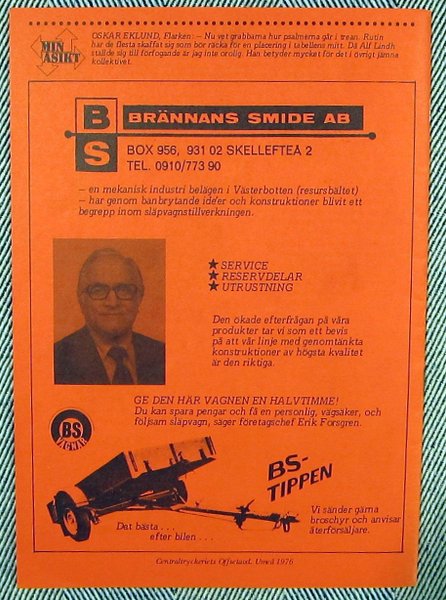 MIN ÅSIKT
OSKAR EKLUND, Flarken: — Nu vet grabbarna hur psalmerna går i trean. Rutin
har de flesta skaffat sig som bör räcka för en placering i tabellens mitt. Då Alf Lindh
ställde sig till förfogande är jag inte orolig. Han betyder mycket för det i övrigt jämna
kollektivet.
BS
BRÄNNANS SMIDE AB
BOX 956, 931 02 SKELLEFTEÅ 2
TEL. 0910/773 90
— en mekanisk industri belägen i Västerbotten (resursbältet)
— har genom banbrytande idéer och konstruktioner blivit ett
begrepp inom släpvagnstillverkningen.
★ SERVICE
★ RESERVDELAR
★ UTRUSTNING
Den ökade efterfrågan på våra
produkter tar vi som ett bevis
på att vår linje med genomtänkta
konstruktioner av högsta kvalitet
är den riktiga.
GE DEN HÄR VAGNEN EN HALVTIMME!
Du kan spara pengar och få en personlig, vägsäker, och
följsam släpvagn, säger företagschef Erik Forsgren.
BS
VAGNAR
BS-
TIPPEN
Det bästa . . .
efter bilen . . .
Vi sänder gärna
broschyr och anvisar
återförsäljare.
Centraltryckeriets Offsetavd. Umeå 1976